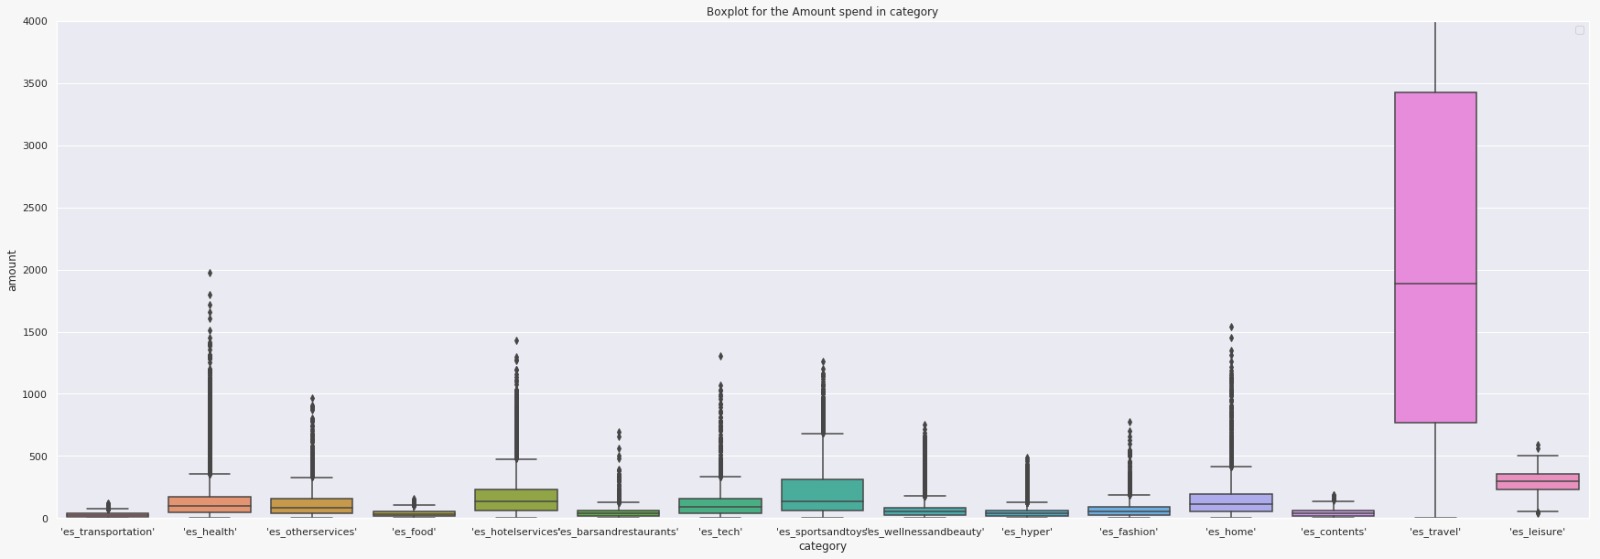 Boxplot for the Amount spend in category
4000
3500
3000
2500
2000
1500
1000
500
0
amount
'es_transportation' 'es_health' 'es_otherservices' 'es_food' 'es_hotelservices' 'es_barsandrestaurants' 'es_tech' 'es_sportsandtoys' 'es_wellnessandbeauty' 'es_hyper' 'es_fashion' 'es_home' 'es_contents' 'es_travel' 'es_leisure'
category